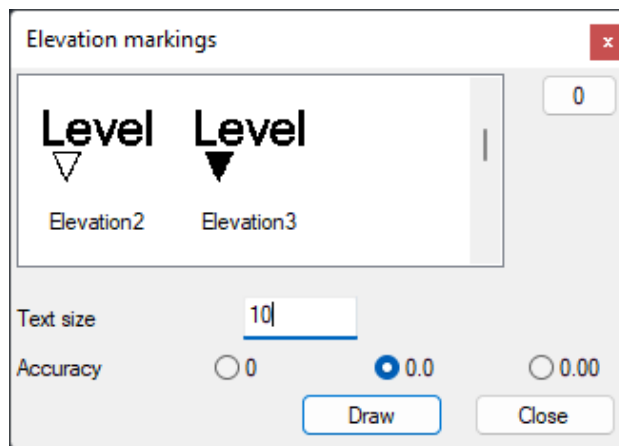 Elevation markings
x
0
Level Level
Elevation2 Elevation3
Text size 10
Accuracy 0 0.0 0.00
Draw Close